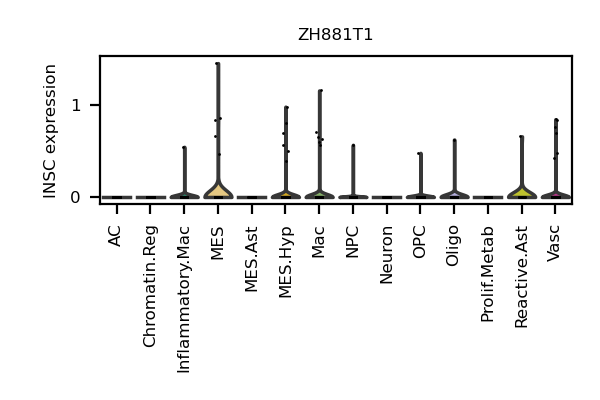 ZH881T1
INSC expression
1
0
AC
Chromatin.Reg
Inflammatory.Mac
MES
MES.Ast
MES.Hyp
Mac
NPC
Neuron
OPC
Oligo
Prolif.Metab
Reactive.Ast
Vasc